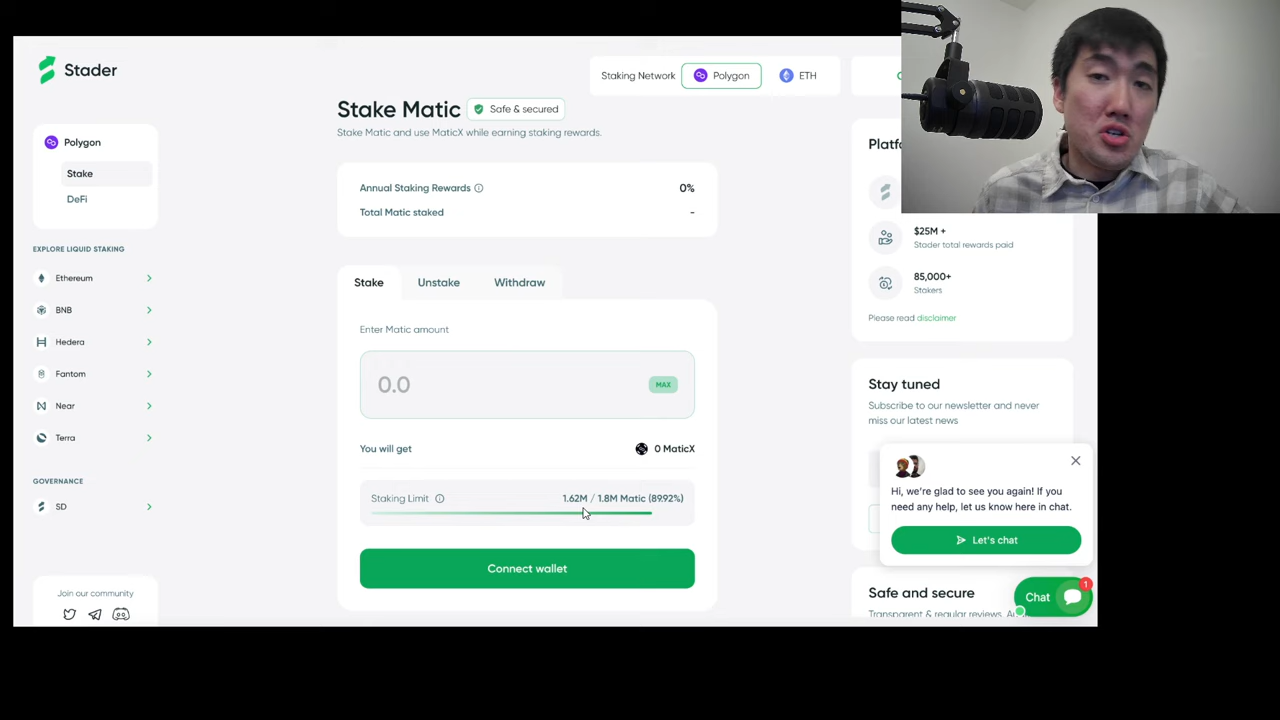 Stader
Staking Network
Polygon
ETH
Stake Matic
Safe & secured
Stake Matic and use MaticX while earning staking rewards.
Polygon
Stake
DeFi
EXPLORE LIQUID STAKING
Ethereum
BNB
Hedera
Fantom
Near
Terra
GOVERNANCE
SD
Join our community
Annual Staking Rewards
0%
Total Matic staked
-
Stake
Unstake
Withdraw
Enter Matic amount
0.0
MAX
You will get
0 MaticX
Staking Limit
1.62M / 1.8M Matic (89.92%)
Connect wallet
$25M +
Stader total rewards paid
85,000+
Stakers
Please read disclaimer
Stay tuned
Subscribe to our newsletter and never
miss our latest news
Hi, we're glad to see you again! If you
need any help, let us know here in chat.
Let's chat
Safe and secure
Transparent & regular reviews.
Chat
1